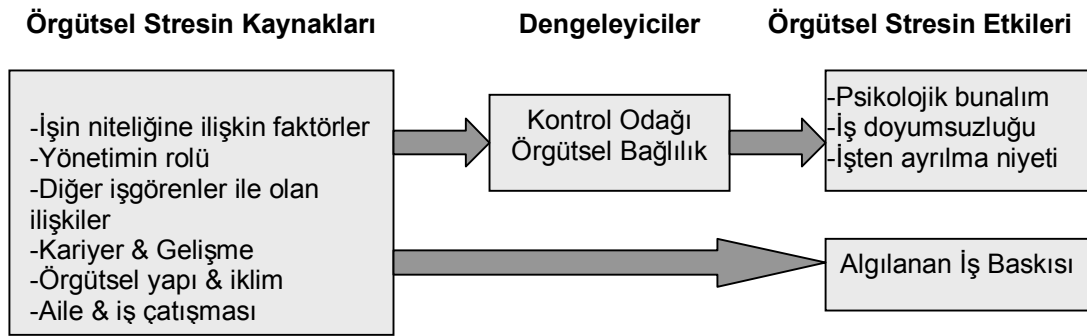 Örgütsel Stresin Kaynakları
Dengeleyiciler
Örgütsel Stresin Etkileri
-İşin niteliğine ilişkin faktörler
-Yönetimin rolü
-Diğer işgörenler ile olan
ilişkiler
-Kariyer & Gelişme
-Örgütsel yapı & iklim
-Aile & iş çatışması
Kontrol Odağı
Örgütsel Bağlılık
-Psikolojik bunalım
-İş doyumsuzluğu
-İşten ayrılma niyeti
Algılanan İş Baskısı